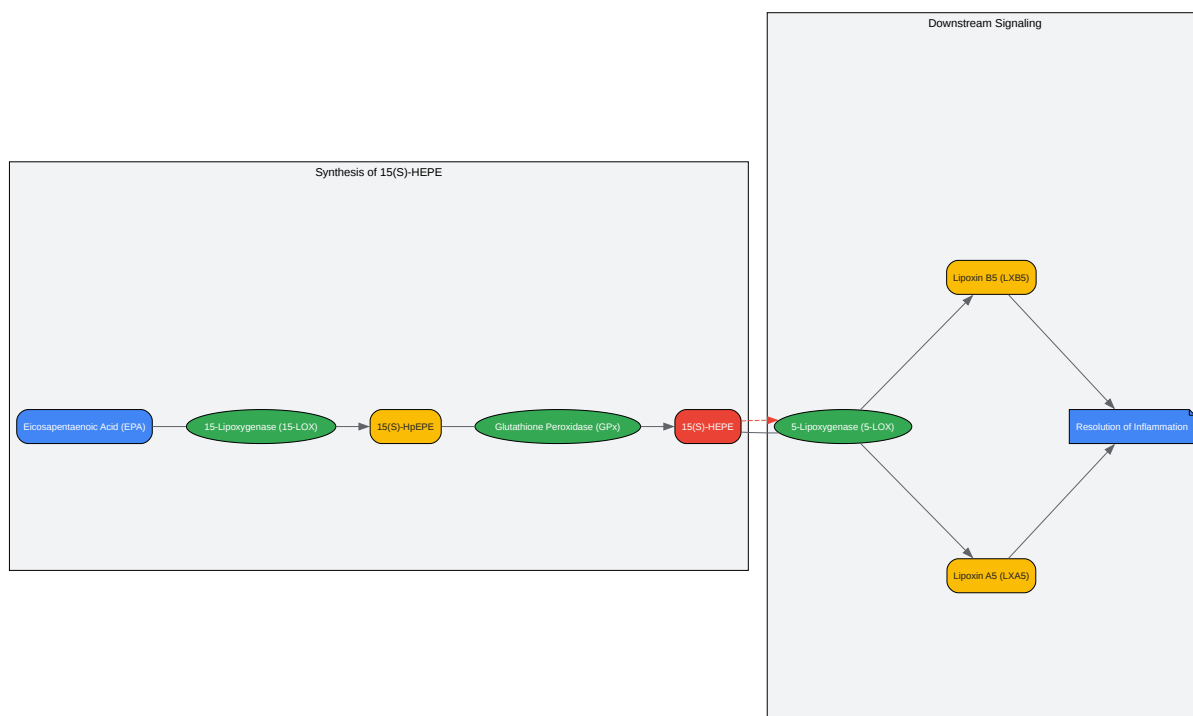 Downstream Signaling
Synthesis of 15(S)-HEPE
Lipoxin B5 (LXB5)
Eicosapentaenoic Acid (EPA)
15-Lipoxygenase (15-LOX)
15(S)-HpEPE
Glutathione Peroxidase (GPx)
15(S)-HEPE
5-Lipoxygenase (5-LOX)
Resolution of Inflammation
Lipoxin A5 (LXA5)